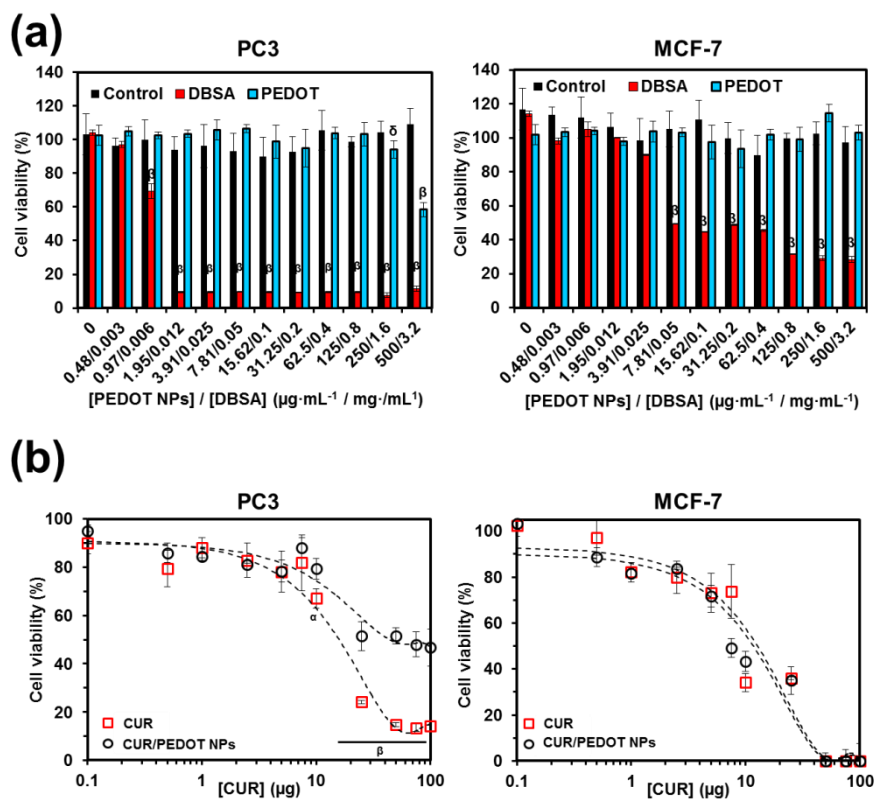 (a)
PC3
MCF-7
Cell viability (%)
140
120
100
80
60
40
20
0
Control DBSA PEDOT
β β β β β β β β β β δ β
0 0.48/0.003 0.97/0.006 1.95/0.012 3.91/0.025 7.81/0.05 15.62/0.1 31.25/0.2 62.5/0.4 125/0.8 250/1.6 500/3.2
[PEDOT NPs] / [DBSA] (µg·mL⁻¹ / mg·/mL¹)
Cell viability (%)
140
120
100
80
60
40
20
0
Control DBSA PEDOT
β β β β β β β
0 0.48/0.003 0.97/0.006 1.95/0.012 3.91/0.025 7.81/0.05 15.62/0.1 31.25/0.2 62.5/0.4 125/0.8 250/1.6 500/3.2
[PEDOT NPs] / [DBSA] (µg·mL⁻¹ / mg·mL⁻¹)
(b)
PC3
MCF-7
Cell viability (%)
100
80
60
40
20
0
α
CUR
CUR/PEDOT NPs
β
0.1 1 10 100
[CUR] (µg)
Cell viability (%)
100
80
60
40
20
0
CUR
CUR/PEDOT NPs
0.1 1 10 100
[CUR] (µg)